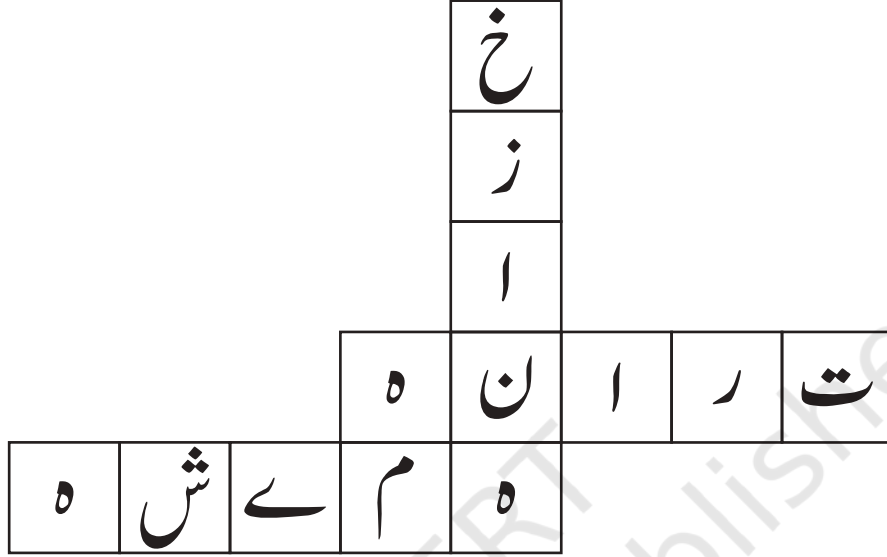 خ
ز
ا
ت ر ا ن ہ
ہ م ے ش ہ